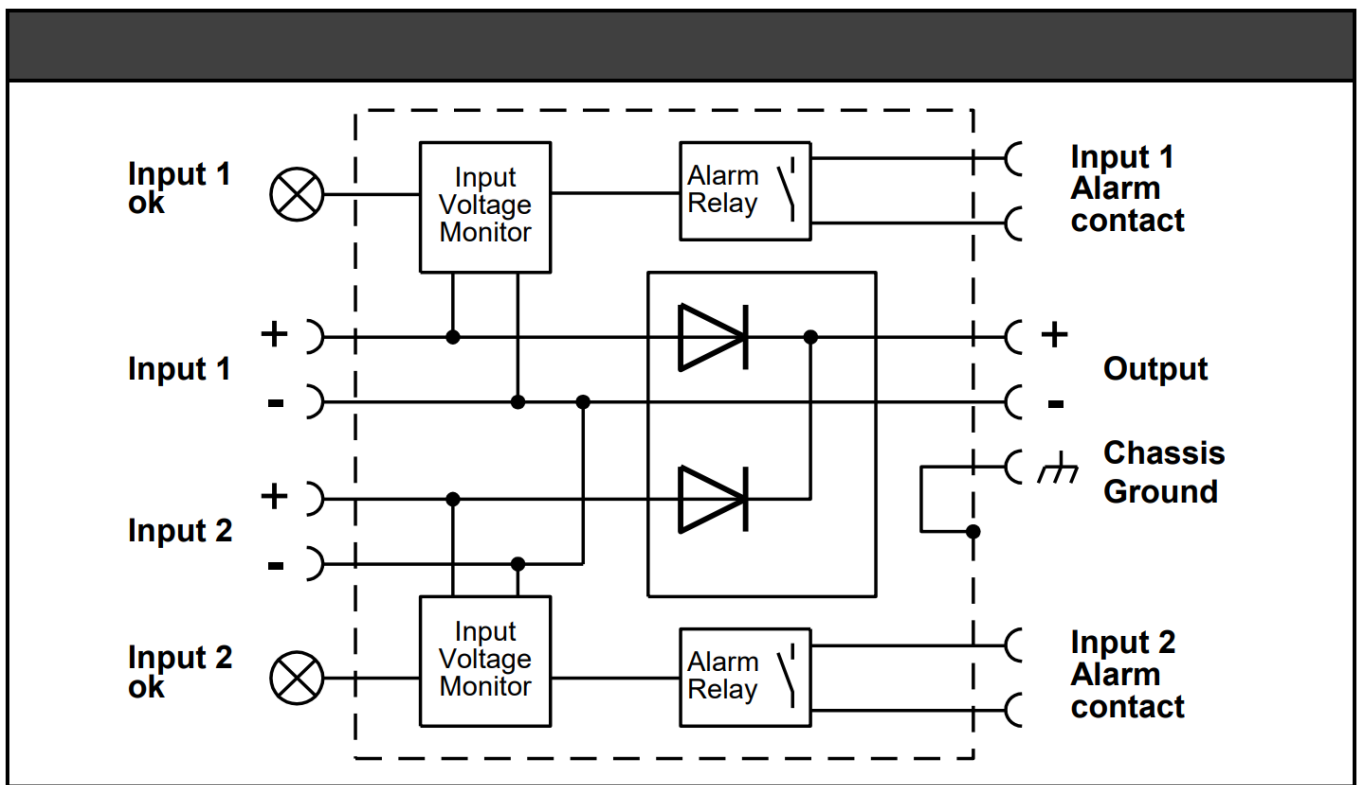 Input 1
ok
Input
Voltage
Monitor
Alarm
Relay
Input 1
Alarm
contact
+
-
Input 1
+
-
Output
Chassis
Ground
+
-
Input 2
Input 2
ok
Input
Voltage
Monitor
Alarm
Relay
Input 2
Alarm
contact